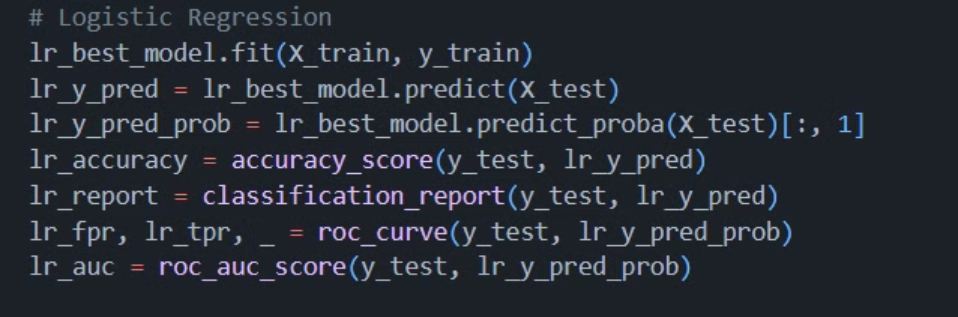 # Logistic Regression
lr_best_model.fit(X_train, y_train)
lr_y_pred = lr_best_model.predict(X_test)
lr_y_pred_prob = lr_best_model.predict_proba(X_test)[:, 1]
lr_accuracy = accuracy_score(y_test, lr_y_pred)
lr_report = classification_report(y_test, lr_y_pred)
lr_fpr, lr_tpr, _ = roc_curve(y_test, lr_y_pred_prob)
lr_auc = roc_auc_score(y_test, lr_y_pred_prob)